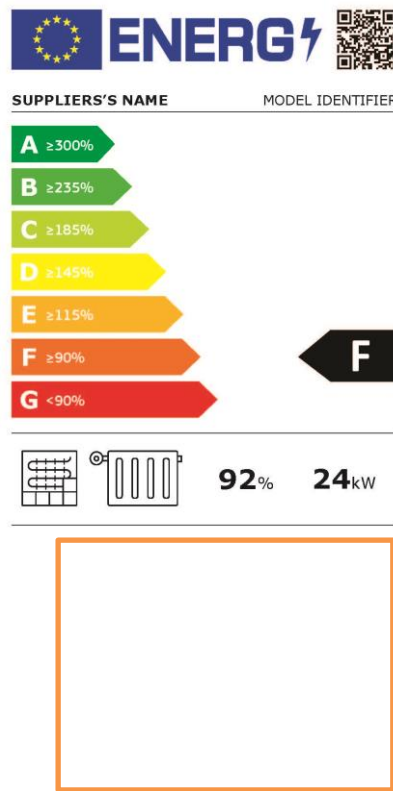 ENERG
SUPPLIERS'S NAME MODEL IDENTIFIER
A ≥300%
B ≥235%
C ≥185%
D ≥145%
E ≥115%
F ≥90%
F
G <90%
92% 24kW